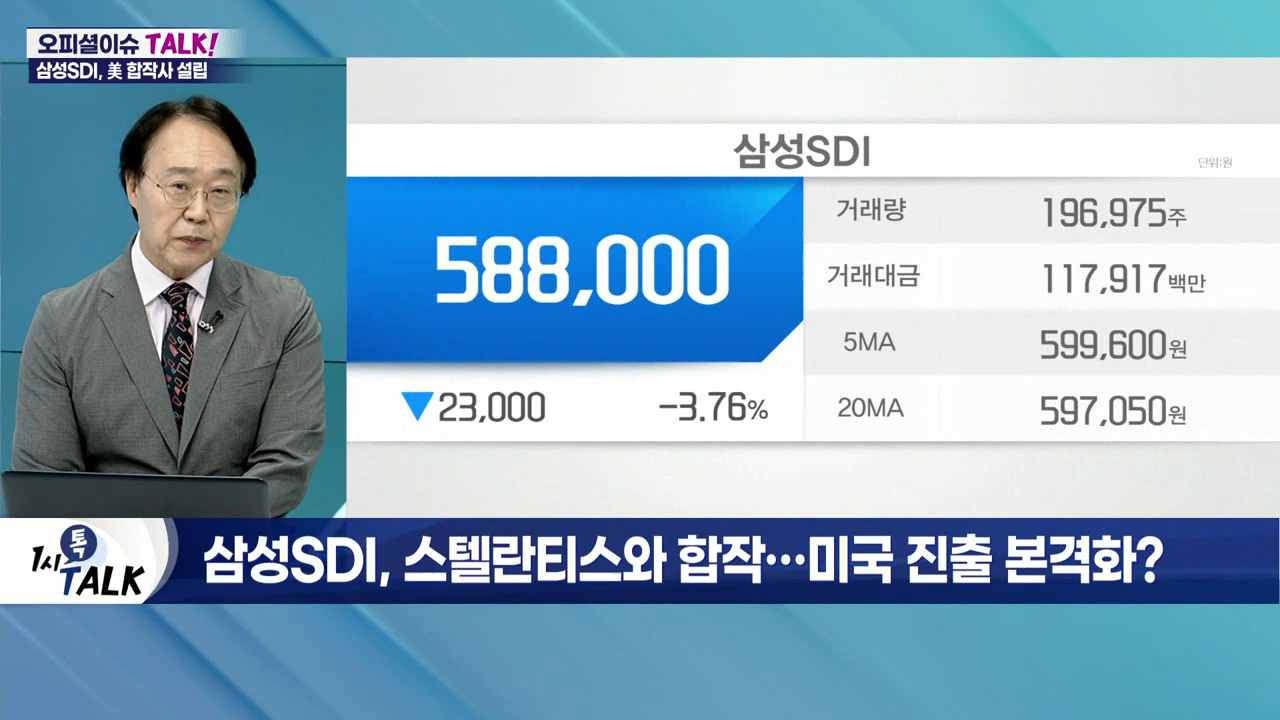 오피셜이슈 TALK!
삼성SDI, 美 합작사 설립
삼성SDI
단위:원
588,000
▼23,000 -3.76%
거래량 196,975주
거래대금 117,917백만
5MA 599,600원
20MA 597,050원
1시 톡 TALK
삼성SDI, 스텔란티스와 합작…미국 진출 본격화?